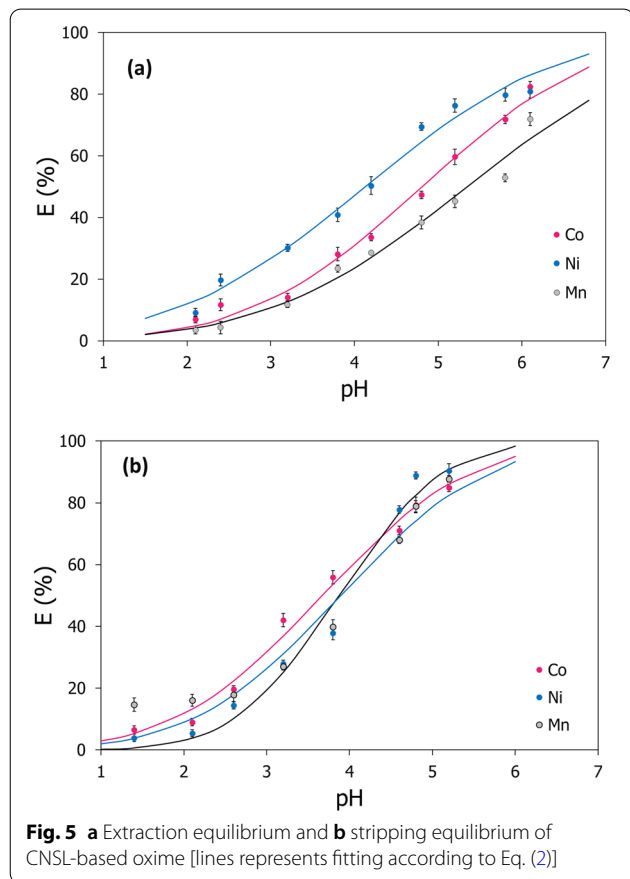 100
80
60
40
20
0
E (%)
(a)
Co
Ni
Mn
0 1 2 3 4 5 6 7
pH
100
80
60
40
20
0
E (%)
(b)
Co
Ni
Mn
1 2 3 4 5 6 7
pH
Fig. 5 a Extraction equilibrium and b stripping equilibrium of
CNSL-based oxime [lines represents fitting according to Eq. (2)]